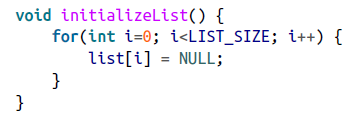 void initializeList() {
    for(int i=0; i<LIST_SIZE; i++) {
        list[i] = NULL;
    }
}